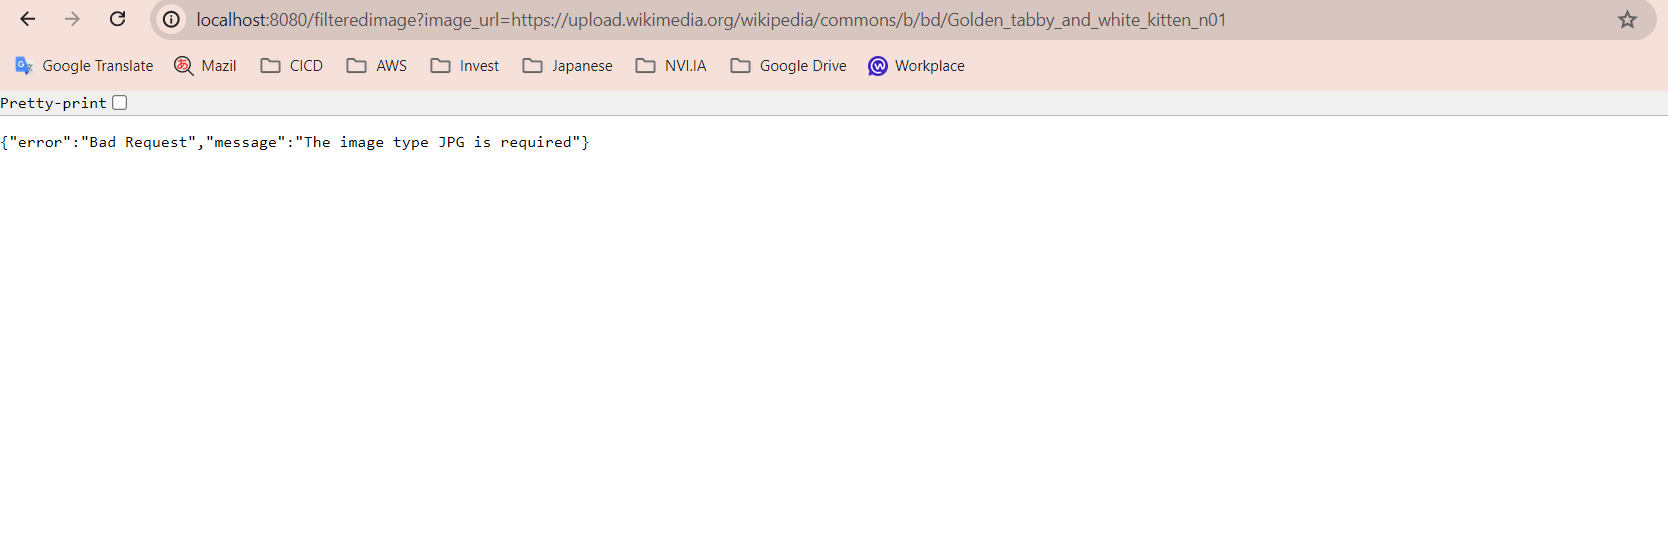 localhost:8080/filteredimage?image_url=https://upload.wikimedia.org/wikipedia/commons/b/bd/Golden_tabby_and_white_kitten_n01
Google Translate あ Mazil CICD AWS Invest Japanese NVI.IA Google Drive Workplace
Pretty-print
{"error":"Bad Request","message":"The image type JPG is required"}